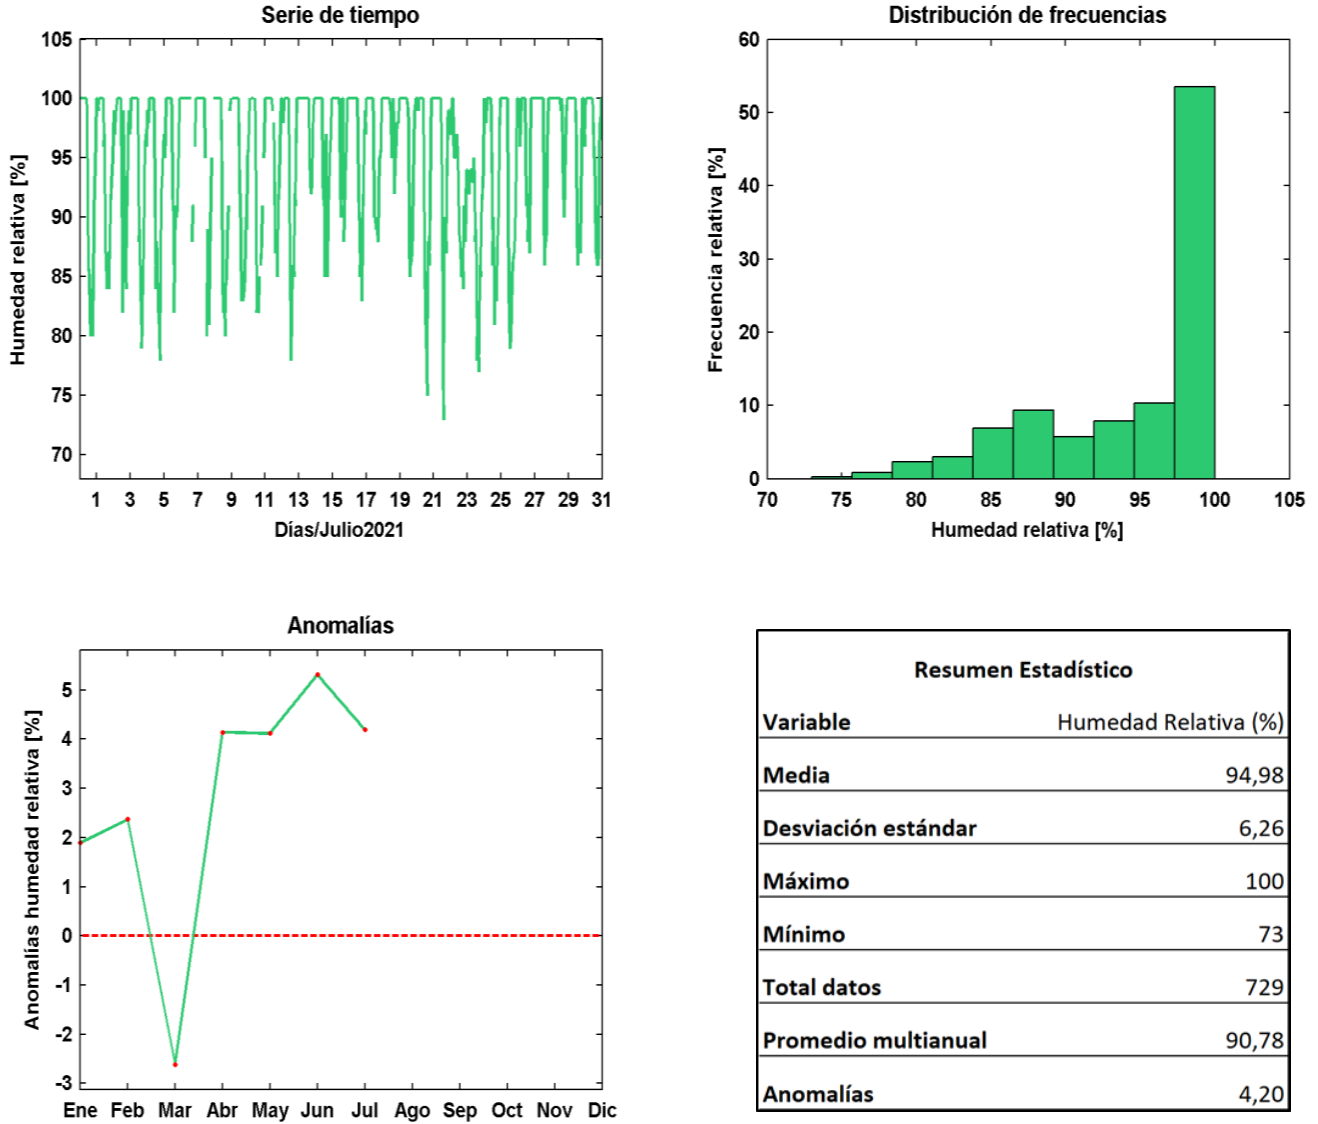 Serie de tiempo
105
100
95
90
85
80
75
70
Humedad relativa [%]
1 3 5 7 9 11 13 15 17 19 21 23 25 27 29 31
Días/Julio2021
Distribución de frecuencias
60
50
40
30
20
10
0
Frecuencia relativa [%]
70 75 80 85 90 95 100 105
Humedad relativa [%]
Anomalías
5
4
3
2
1
0
-1
-2
-3
Anomalías humedad relativa [%]
Ene Feb Mar Abr May Jun Jul Ago Sep Oct Nov Dic
Resumen Estadístico
Variable Humedad Relativa (%)
Media 94,98
Desviación estándar 6,26
Máximo 100
Mínimo 73
Total datos 729
Promedio multianual 90,78
Anomalías 4,20